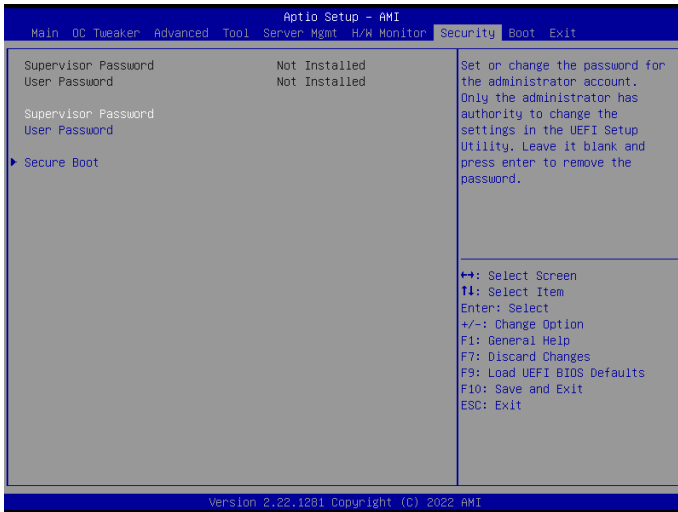 Aptio Setup – AMI
Main OC Tweaker Advanced Tool Server Mgmt H/W Monitor Security Boot Exit
Supervisor Password Not Installed
User Password Not Installed
Supervisor Password
User Password
Secure Boot
Set or change the password for
the administrator account.
Only the administrator has
authority to change the
settings in the UEFI Setup
Utility. Leave it blank and
press enter to remove the
password.
↔: Select Screen
↑↓: Select Item
Enter: Select
+/-: Change Option
F1: General Help
F7: Discard Changes
F9: Load UEFI BIOS Defaults
F10: Save and Exit
ESC: Exit
Version 2.22.1281 Copyright (C) 2022 AMI